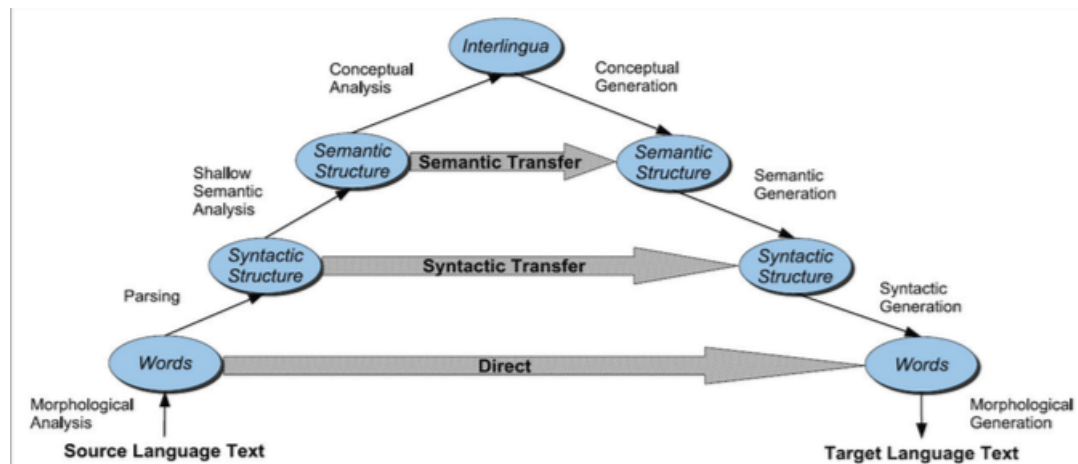 Interlingua
Conceptual
Analysis
Conceptual
Generation
Semantic
Structure
Semantic Transfer
Semantic
Structure
Shallow
Semantic
Analysis
Semantic
Generation
Syntactic
Structure
Syntactic Transfer
Syntactic
Structure
Parsing
Syntactic
Generation
Words
Direct
Words
Morphological
Analysis
Morphological
Generation
Source Language Text
Target Language Text